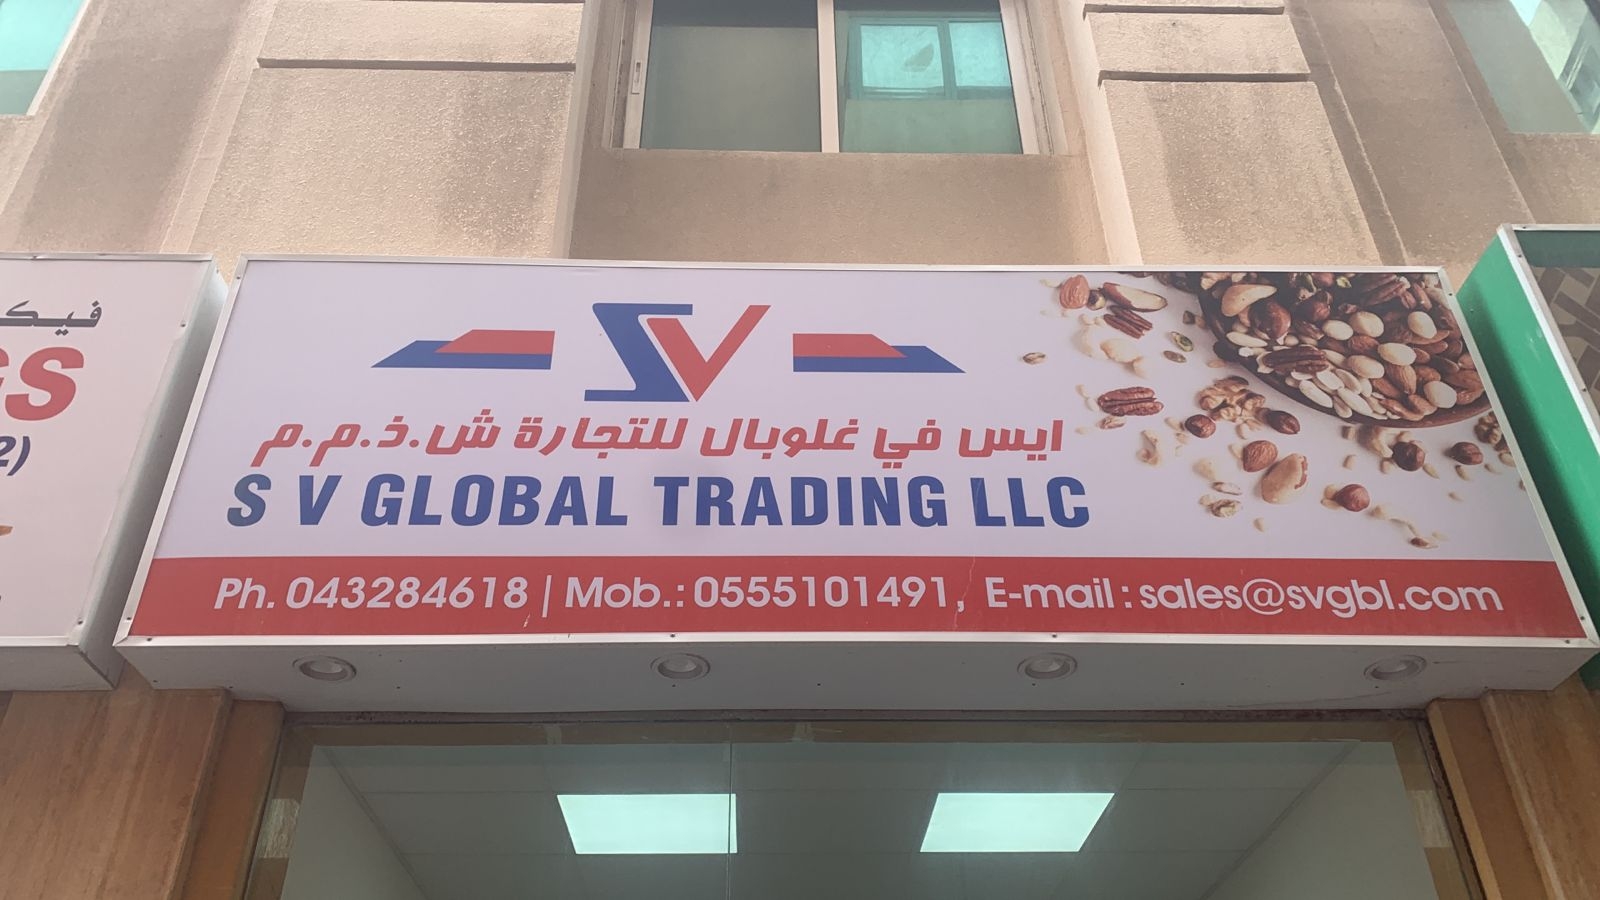 SV
ايس في غلوبال للتجارة ش.ذ.م.م
S V GLOBAL TRADING LLC
Ph. 043284618 | Mob.: 0555101491, E-mail : sales@svgbl.com